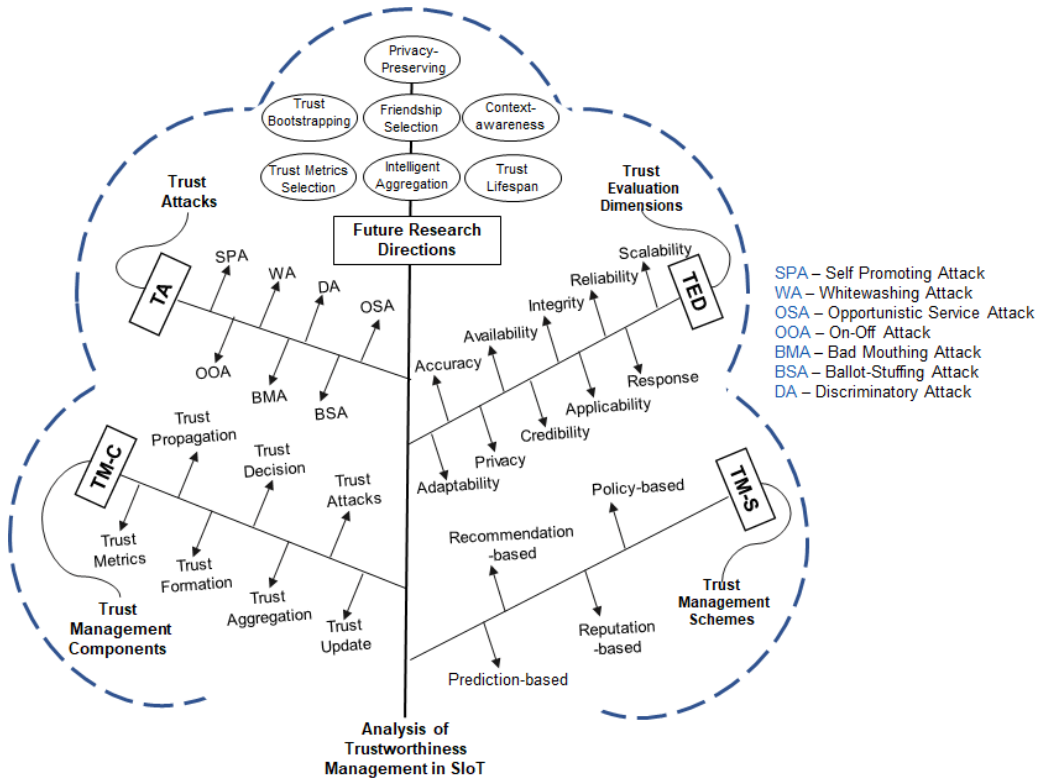 Privacy-
Preserving
Trust
Bootstrapping
Friendship
Selection
Context-
awareness
Trust Metrics
Selection
Intelligent
Aggregation
Trust
Lifespan
Future Research
Directions
Trust
Attacks
TA
SPA
WA
DA
OSA
OOA
BMA
BSA
Trust
Evaluation
Dimensions
TED
Scalability
Reliability
Integrity
Availability
Accuracy
Response
Applicability
Credibility
Privacy
Adaptability
SPA – Self Promoting Attack
WA – Whitewashing Attack
OSA – Opportunistic Service Attack
OOA – On-Off Attack
BMA – Bad Mouthing Attack
BSA – Ballot-Stuffing Attack
DA – Discriminatory Attack
TM-C
Trust
Propagation
Trust
Decision
Trust
Attacks
Trust
Metrics
Trust
Formation
Trust
Aggregation
Trust
Update
Trust
Management
Components
TM-S
Policy-based
Recommendation
-based
Reputation
-based
Prediction-based
Trust
Management
Schemes
Analysis of
Trustworthiness
Management in SIoT